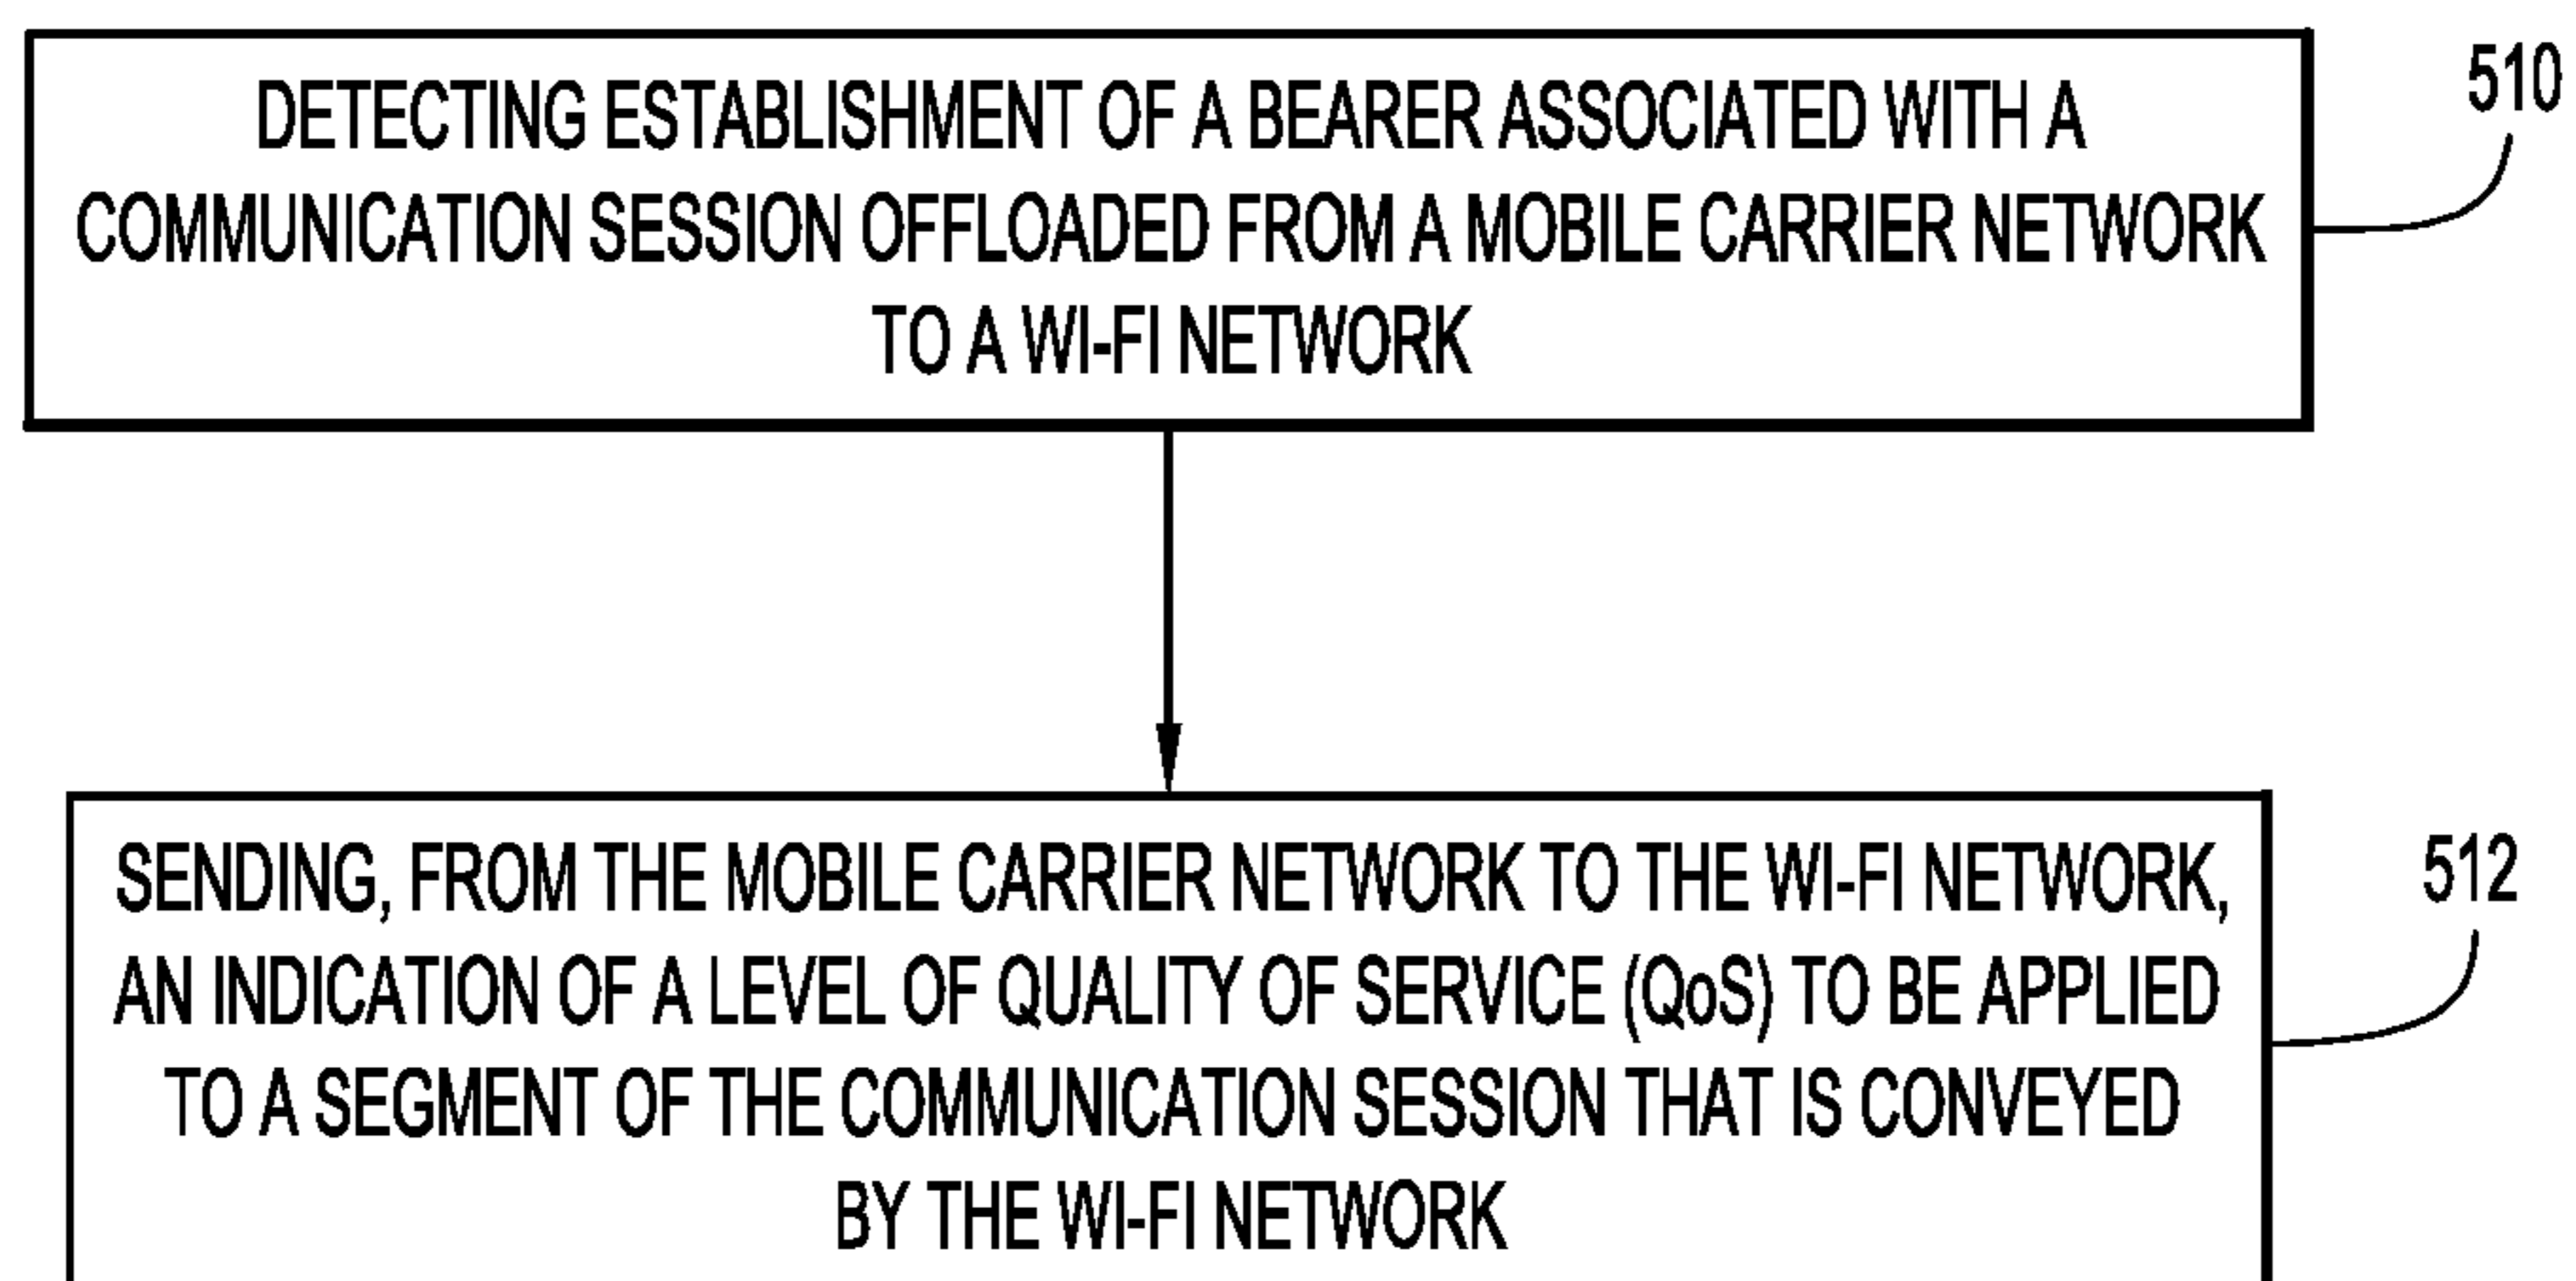 DETECTING ESTABLISHMENT OF A BEARER ASSOCIATED WITH A
COMMUNICATION SESSION OFFLOADED FROM A MOBILE CARRIER NETWORK
TO A WI-FI NETWORK
510
SENDING, FROM THE MOBILE CARRIER NETWORK TO THE WI-FI NETWORK,
AN INDICATION OF A LEVEL OF QUALITY OF SERVICE (QoS) TO BE APPLIED
TO A SEGMENT OF THE COMMUNICATION SESSION THAT IS CONVEYED
BY THE WI-FI NETWORK
512